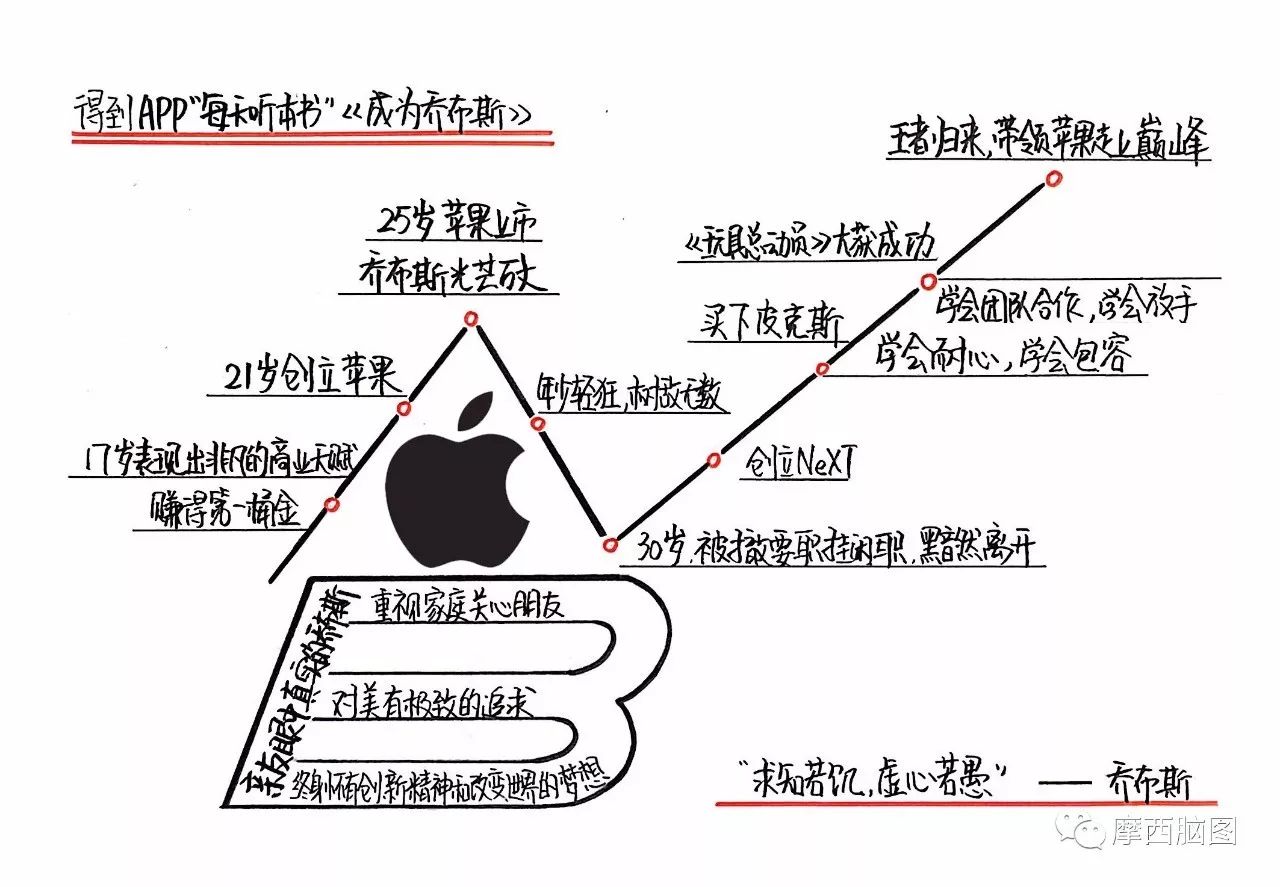 得到APP“每天听本书”《成为乔布斯》
王者归来,带领苹果走上巅峰
25岁苹果上市
乔布斯光芒万丈
《玩具总动员》大获成功
学会团队合作,学会放手
买下皮克斯
学会耐心,学会包容
21岁创立苹果
年少轻狂,树敌无数
17岁表现出非凡的商业天赋
赚得第一桶金
创立NeXT
30岁,被撤要职挂闲职,黯然离开
亲友眼中真实的乔布斯
重视家庭关心朋友
对美有极致的追求
终身怀有创新精神和改变世界的梦想
“求知若饥,虚心若愚” —— 乔布斯
摩西脑图